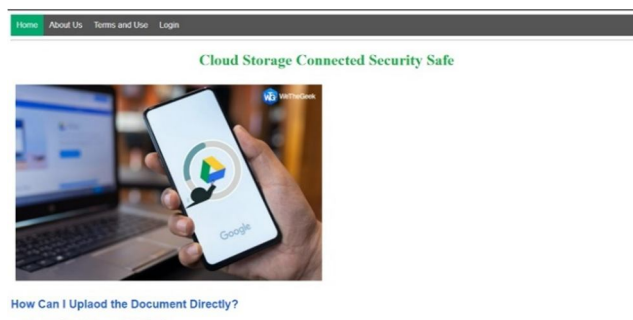 Home About Us Terms and Use Login
Cloud Storage Connected Security Safe
WeTheGeek
Google
How Can I Uplaod the Document Directly?